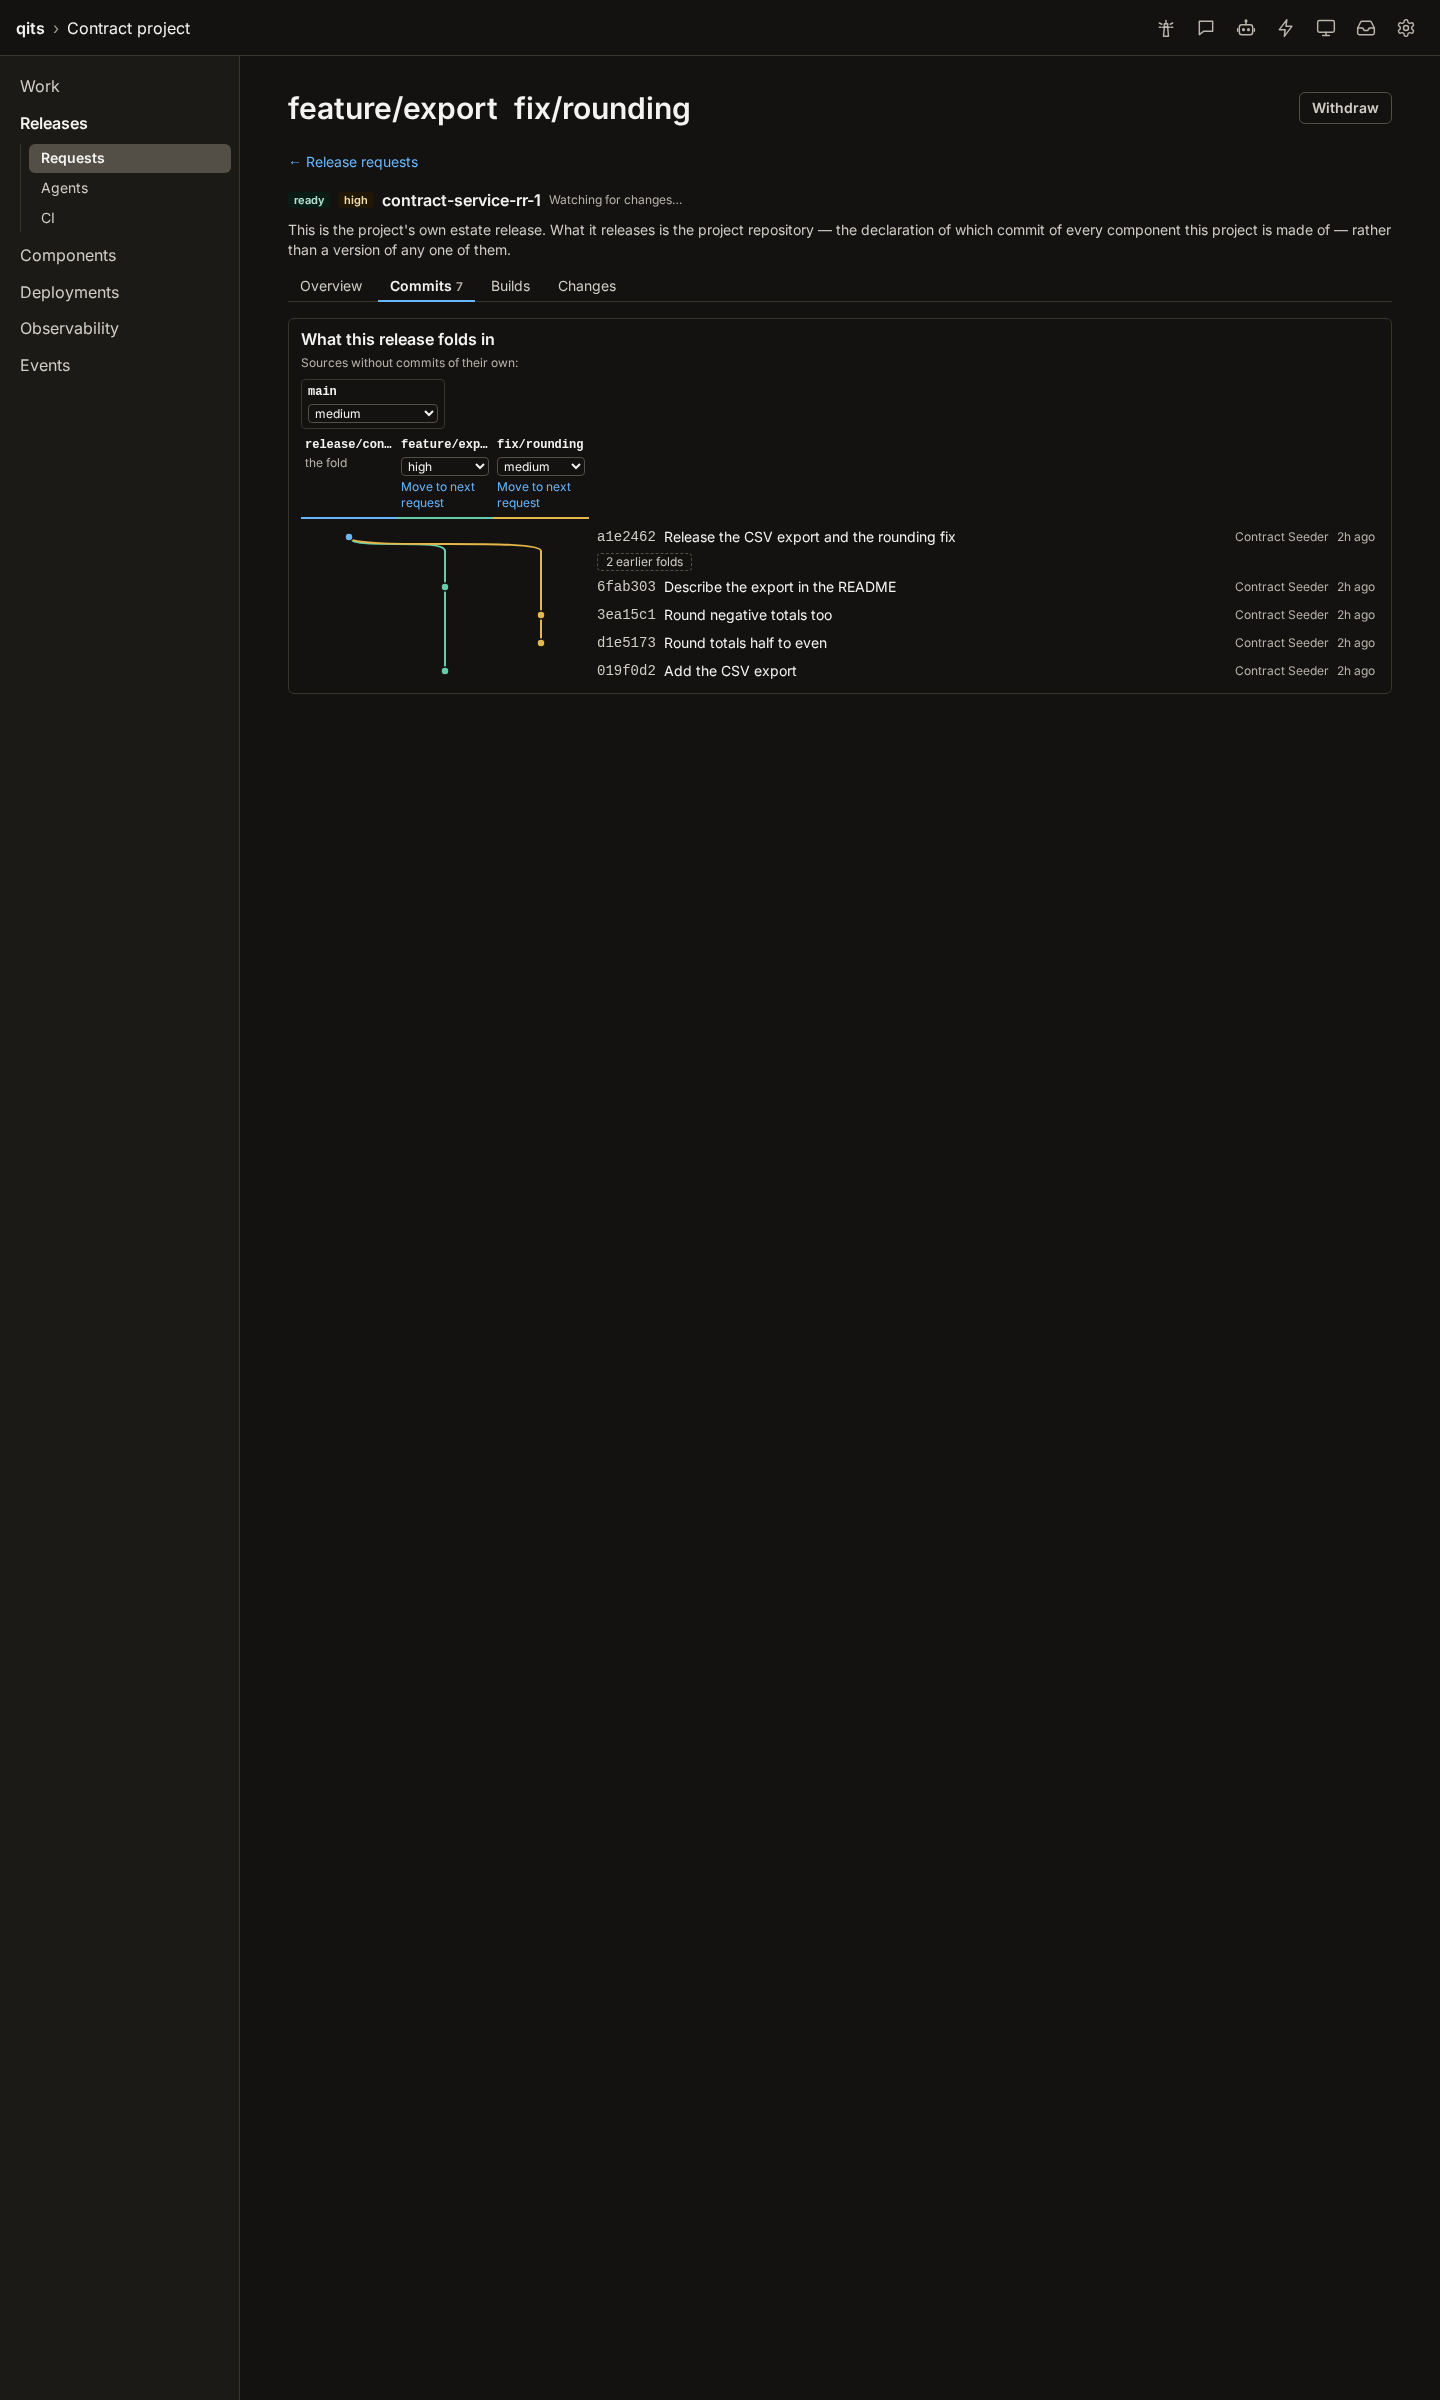 qits › Contract project
Work
Releases
Requests
Agents
CI
Components
Deployments
Observability
Events
feature/export fix/rounding
Withdraw
← Release requests
ready high contract-service-rr-1 Watching for changes…
This is the project's own estate release. What it releases is the project repository — the declaration of which commit of every component this project is made of — rather
than a version of any one of them.
Overview Commits 7 Builds Changes
What this release folds in
Sources without commits of their own:
main
medium
release/con… feature/exp… fix/rounding
the fold high medium
Move to next request Move to next request
a1e2462 Release the CSV export and the rounding fix Contract Seeder 2h ago
2 earlier folds
6fab303 Describe the export in the README Contract Seeder 2h ago
3ea15c1 Round negative totals too Contract Seeder 2h ago
d1e5173 Round totals half to even Contract Seeder 2h ago
019f0d2 Add the CSV export Contract Seeder 2h ago